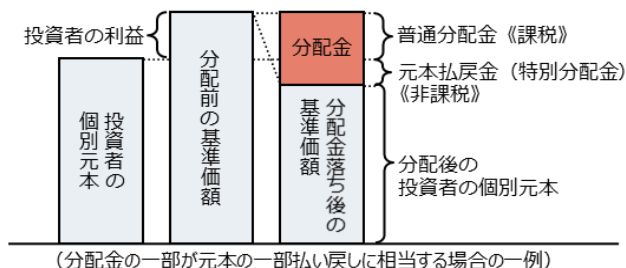 投資者の利益
投資者の
個別元本
分配前の基準価額
分配金
分配金落ち後の
基準価額
普通分配金《課税》
元本払戻金（特別分配金）
《非課税》
分配後の
投資者の個別元本
（分配金の一部が元本の一部払い戻しに相当する場合の一例）